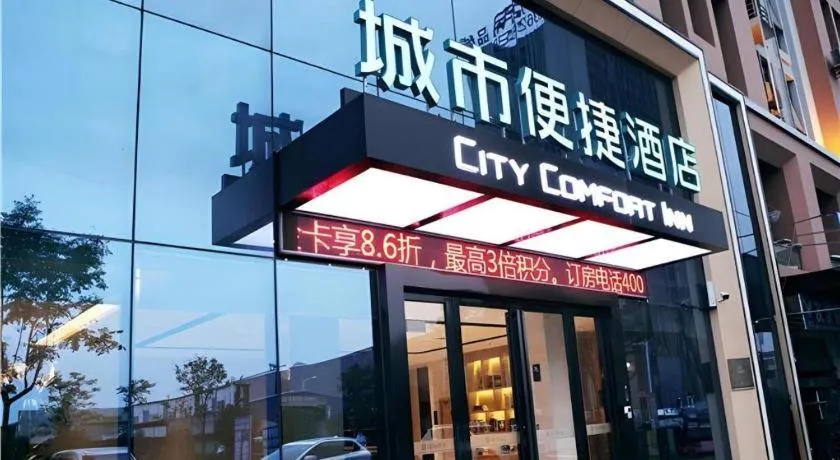 城市便捷酒店
CITY COMFORT INN
卡享8.6折，最高3倍积分。订房电话400